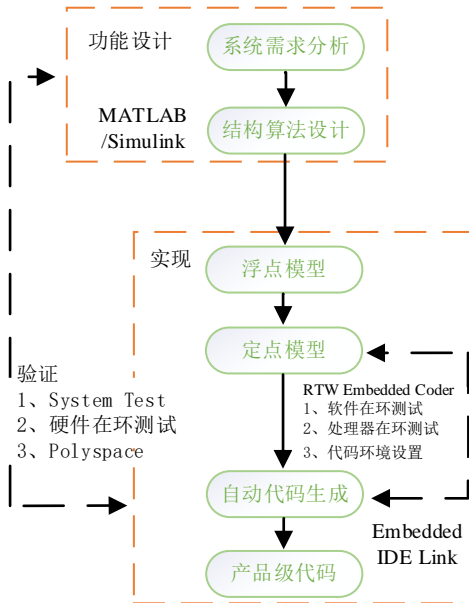 功能设计
系统需求分析
MATLAB
/Simulink
结构算法设计
实现
浮点模型
定点模型
验证
1、System Test
2、硬件在环测试
3、Polyspace
RTW Embedded Coder
1、软件在环测试
2、处理器在环测试
3、代码环境设置
自动代码生成
Embedded
IDE Link
产品级代码